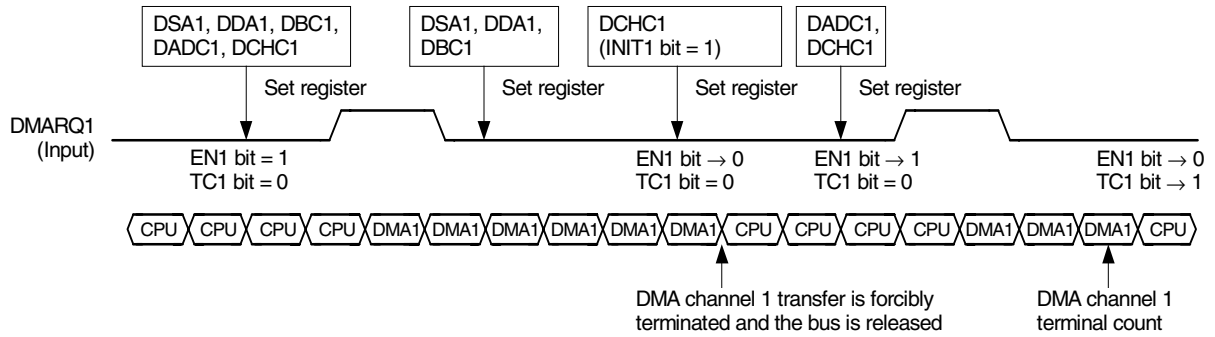 DSA1, DDA1, DBC1,
DADC1, DCHC1
DSA1, DDA1,
DBC1
DCHC1
(INIT1 bit = 1)
DADC1,
DCHC1
Set register
Set register
Set register
Set register
DMARQ1
(Input)
EN1 bit = 1
TC1 bit = 0
EN1 bit → 0
TC1 bit = 0
EN1 bit → 1
TC1 bit = 0
EN1 bit → 0
TC1 bit → 1
CPU CPU CPU CPU DMA1 DMA1 DMA1 DMA1 DMA1 DMA1 CPU CPU CPU CPU DMA1 DMA1 DMA1 CPU
DMA channel 1 transfer is forcibly
terminated and the bus is released
DMA channel 1
terminal count